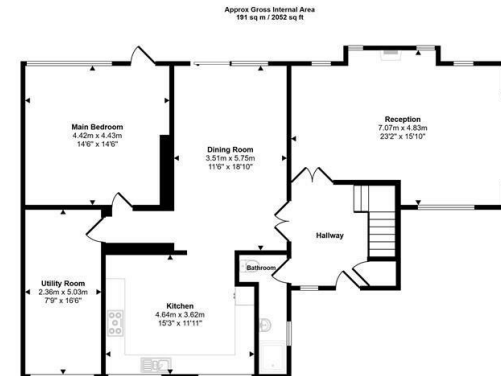 Approx Gross Internal Area
191 sq m / 2052 sq ft
Main Bedroom
4.42m x 4.43m
14'6" x 14'6"
Dining Room
3.51m x 5.75m
11'6" x 18'10"
Reception
7.07m x 4.83m
23'2" x 15'10"
Hallway
Bathroom
Utility Room
2.36m x 5.03m
7'9" x 16'6"
Kitchen
4.64m x 3.62m
15'3" x 11'11"